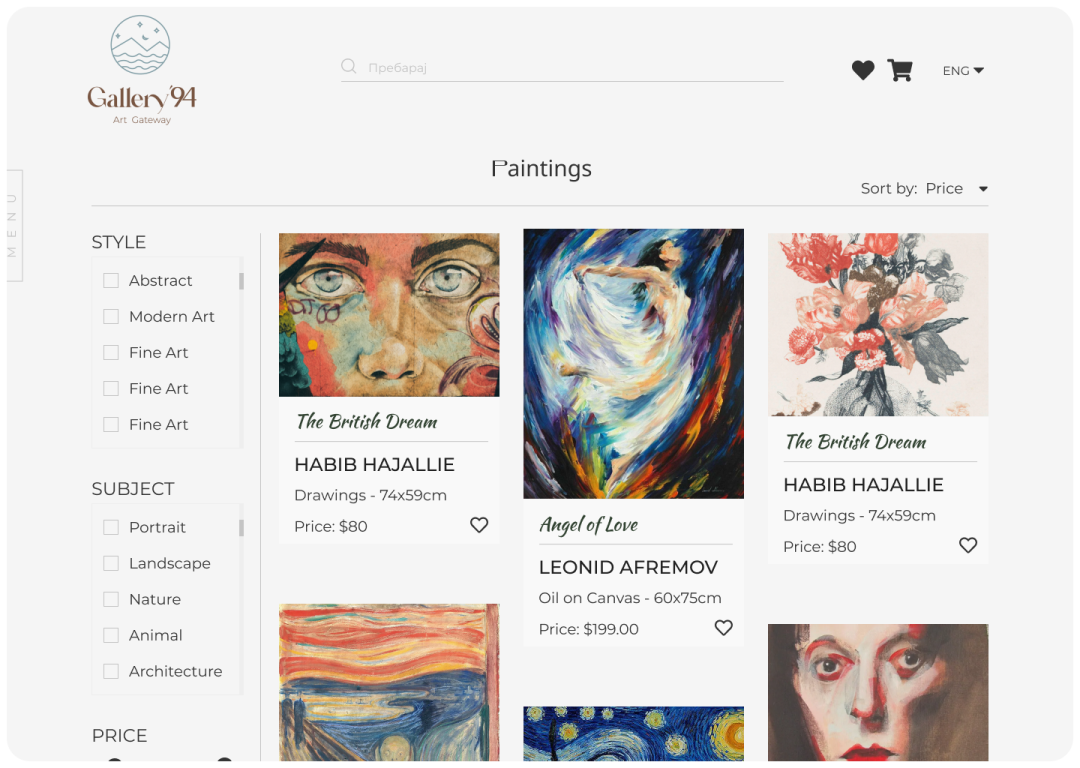 Gallery'94
Art Gateway
Пребарај
ENG
MENU
Paintings
Sort by: Price
STYLE
Abstract
Modern Art
Fine Art
Fine Art
Fine Art
SUBJECT
Portrait
Landscape
Nature
Animal
Architecture
PRICE
The British Dream
HABIB HAJALLIE
Drawings - 74x59cm
Price: $80
Angel of Love
LEONID AFREMOV
Oil on Canvas - 60x75cm
Price: $199.00
The British Dream
HABIB HAJALLIE
Drawings - 74x59cm
Price: $80